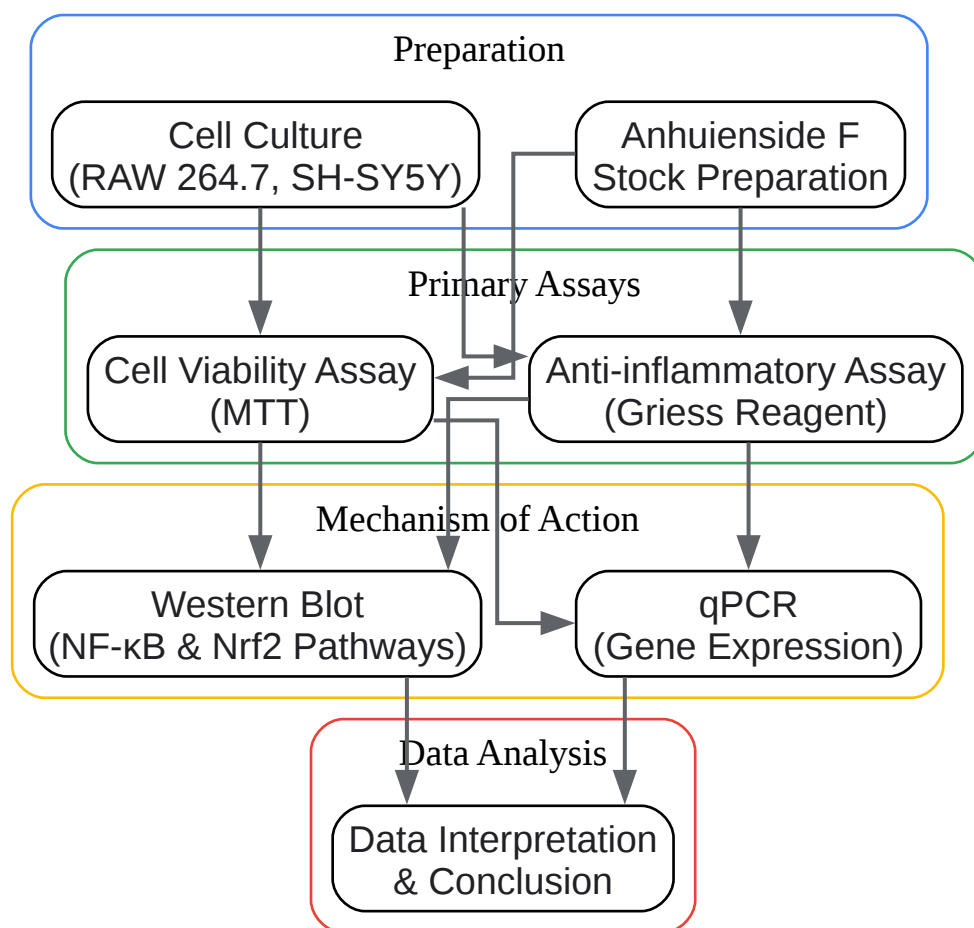 Preparation
Cell Culture
(RAW 264.7, SH-SY5Y)
Anhuienside F
Stock Preparation
Primary Assays
Cell Viability Assay
(MTT)
Anti-inflammatory Assay
(Griess Reagent)
Mechanism of Action
Western Blot
(NF-κB & Nrf2 Pathways)
qPCR
(Gene Expression)
Data Analysis
Data Interpretation
& Conclusion